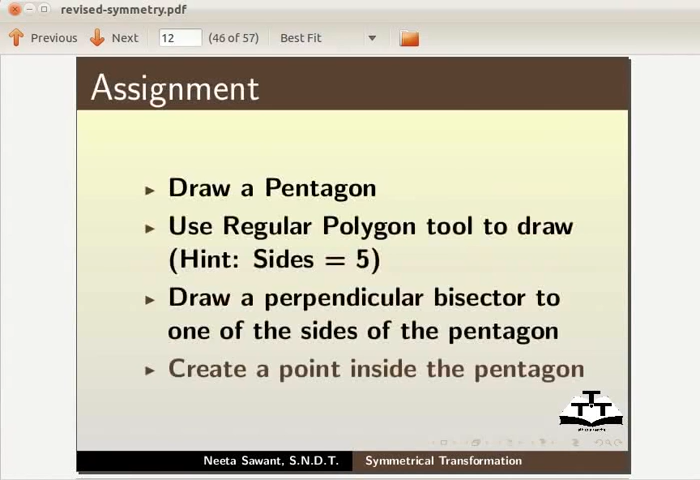 revised-symmetry.pdf
Previous Next 12 (46 of 57) Best Fit
Assignment
▸ Draw a Pentagon
▸ Use Regular Polygon tool to draw
(Hint: Sides = 5)
▸ Draw a perpendicular bisector to
one of the sides of the pentagon
▸ Create a point inside the pentagon
TTT
Neeta Sawant, S.N.D.T. Symmetrical Transformation